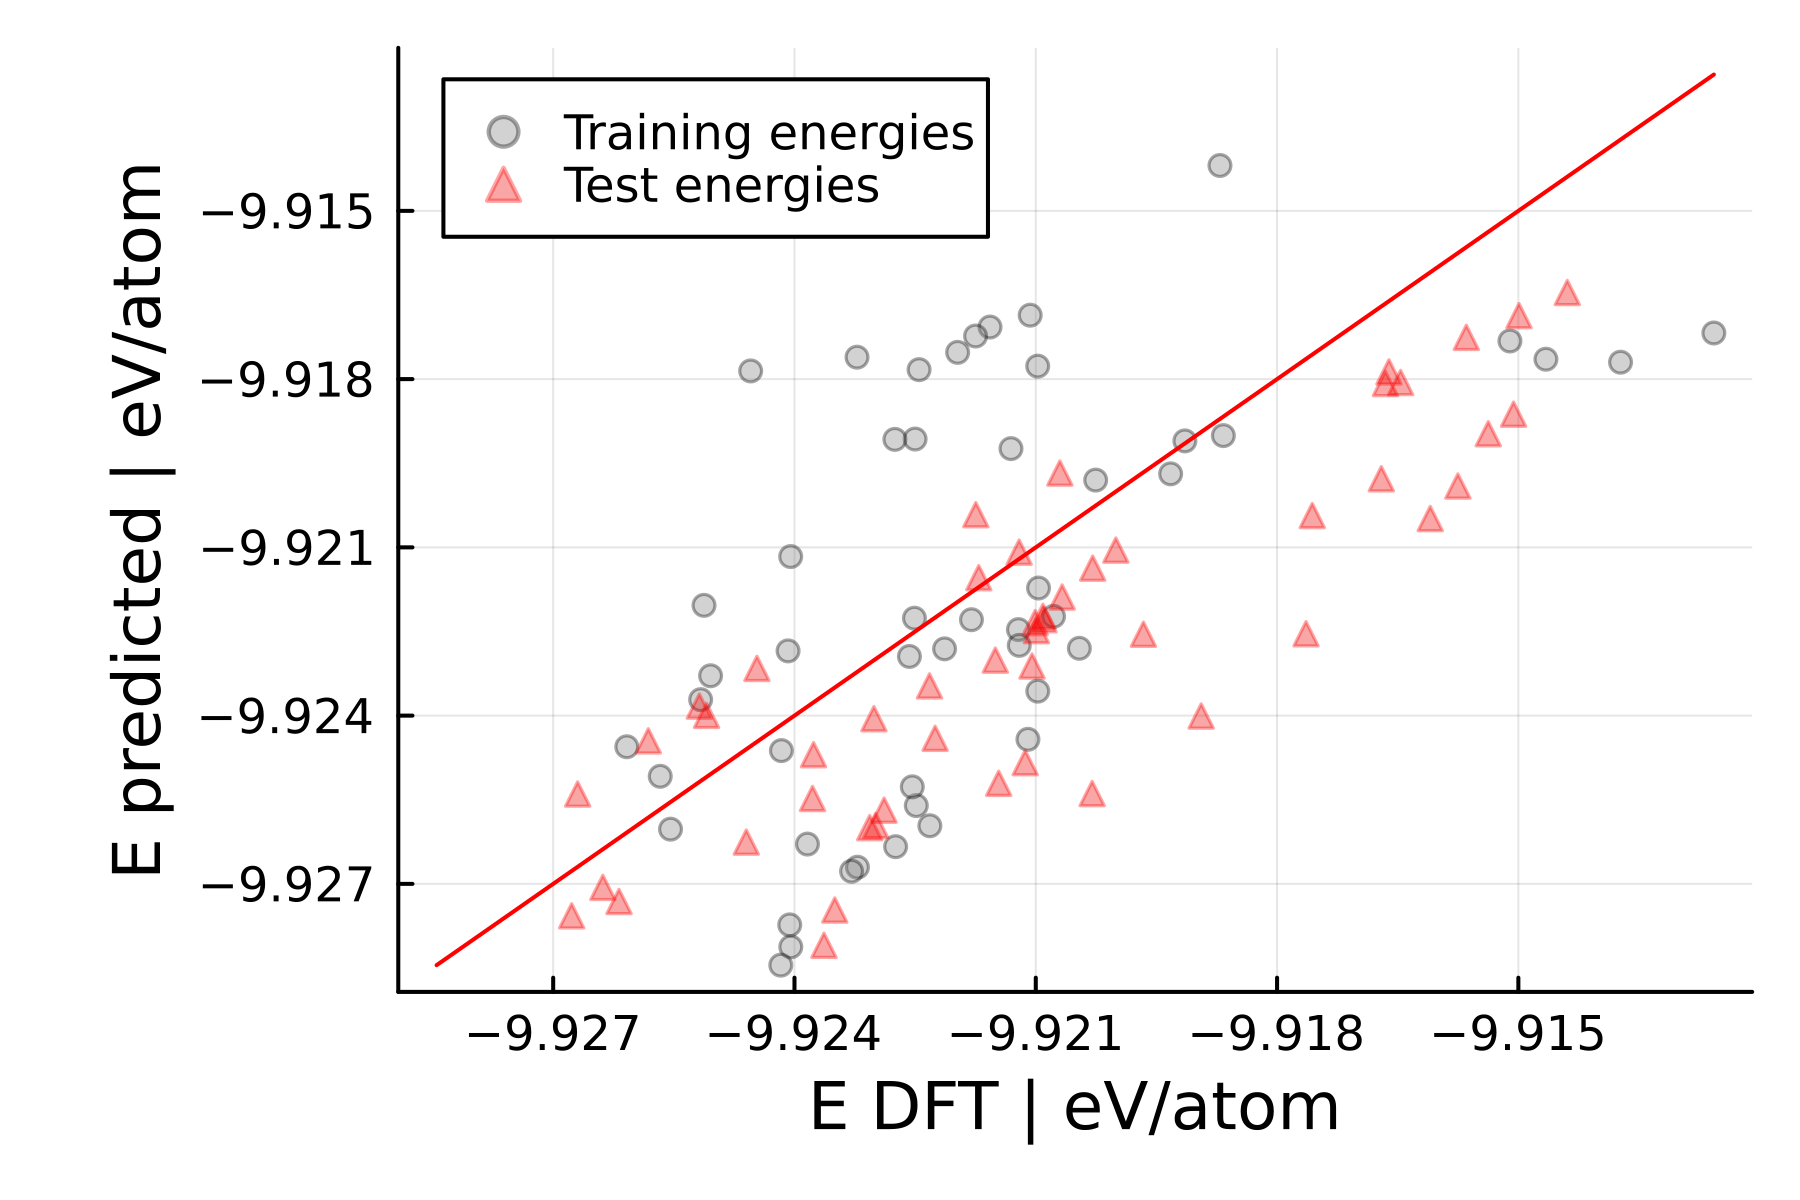 Training energies
Test energies
E predicted | eV/atom
−9.915
−9.918
−9.921
−9.924
−9.927
−9.927 −9.924 −9.921 −9.918 −9.915
E DFT | eV/atom